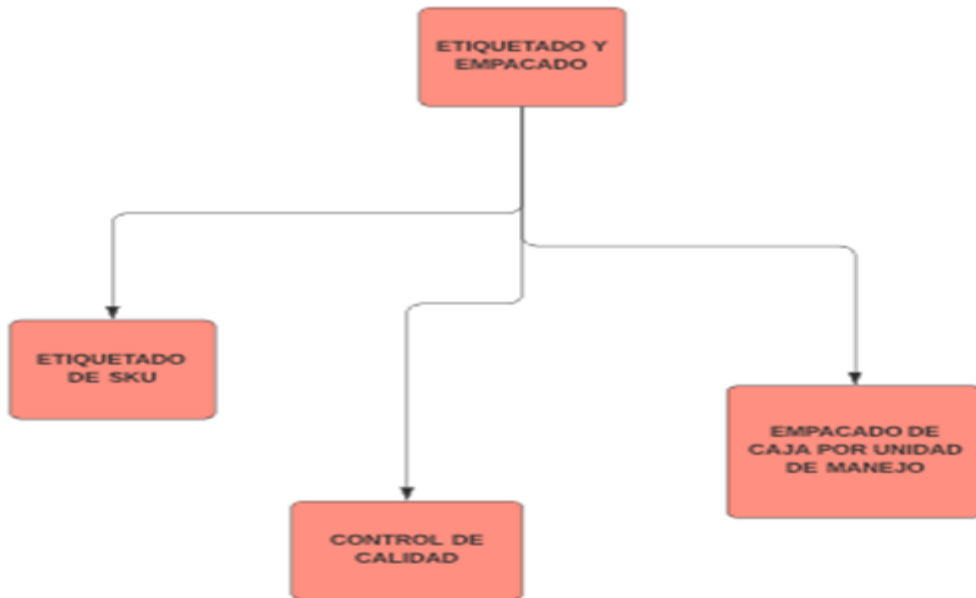 ETIQUETADO Y
EMPACADO
ETIQUETADO
DE SKU
EMPACADO DE
CAJA POR UNIDAD
DE MANEJO
CONTROL DE
CALIDAD